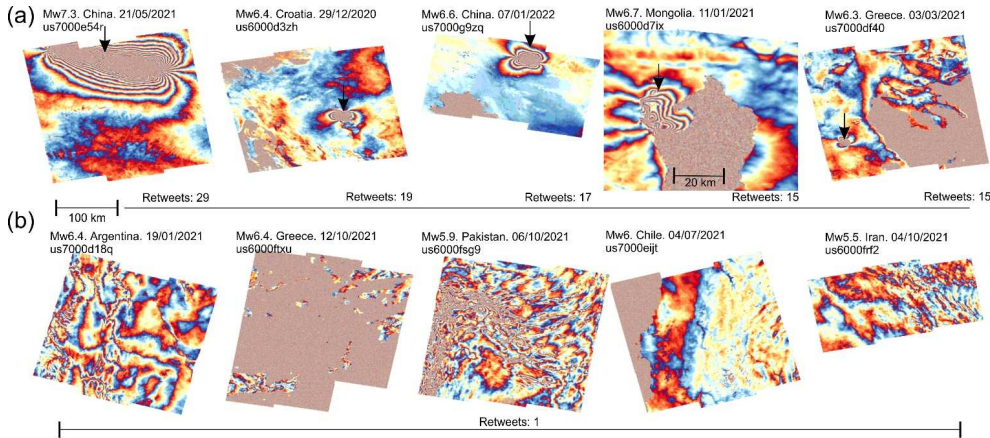 (a)
Mw7.3. China. 21/05/2021
us7000e54r
Mw6.4. Croatia. 29/12/2020
us6000d3zh
Mw6.6. China. 07/01/2022
us7000g9zq
Mw6.7. Mongolia. 11/01/2021
us6000d7ix
Mw6.3. Greece. 03/03/2021
us7000df40
20 km
Retweets: 29
Retweets: 19
Retweets: 17
Retweets: 15
Retweets: 15
100 km
(b)
Mw6.4. Argentina. 19/01/2021
us7000d18q
Mw6.4. Greece. 12/10/2021
us6000ftxu
Mw5.9. Pakistan. 06/10/2021
us6000fsg9
Mw6. Chile. 04/07/2021
us7000eijt
Mw5.5. Iran. 04/10/2021
us6000frf2
Retweets: 1